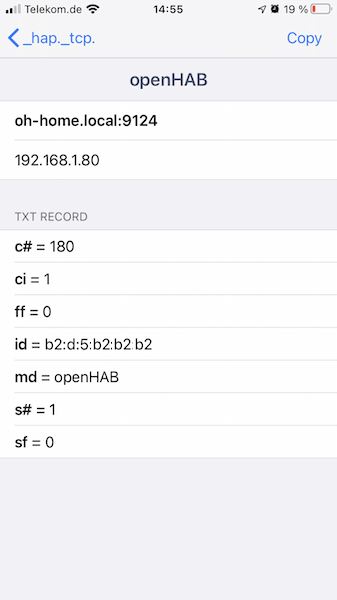 Telekom.de 14:55 19 %
_hap._tcp. Copy
openHAB
oh-home.local:9124
192.168.1.80
TXT RECORD
c# = 180
ci = 1
ff = 0
id = b2:d:5:b2:b2:b2
md = openHAB
s# = 1
sf = 0